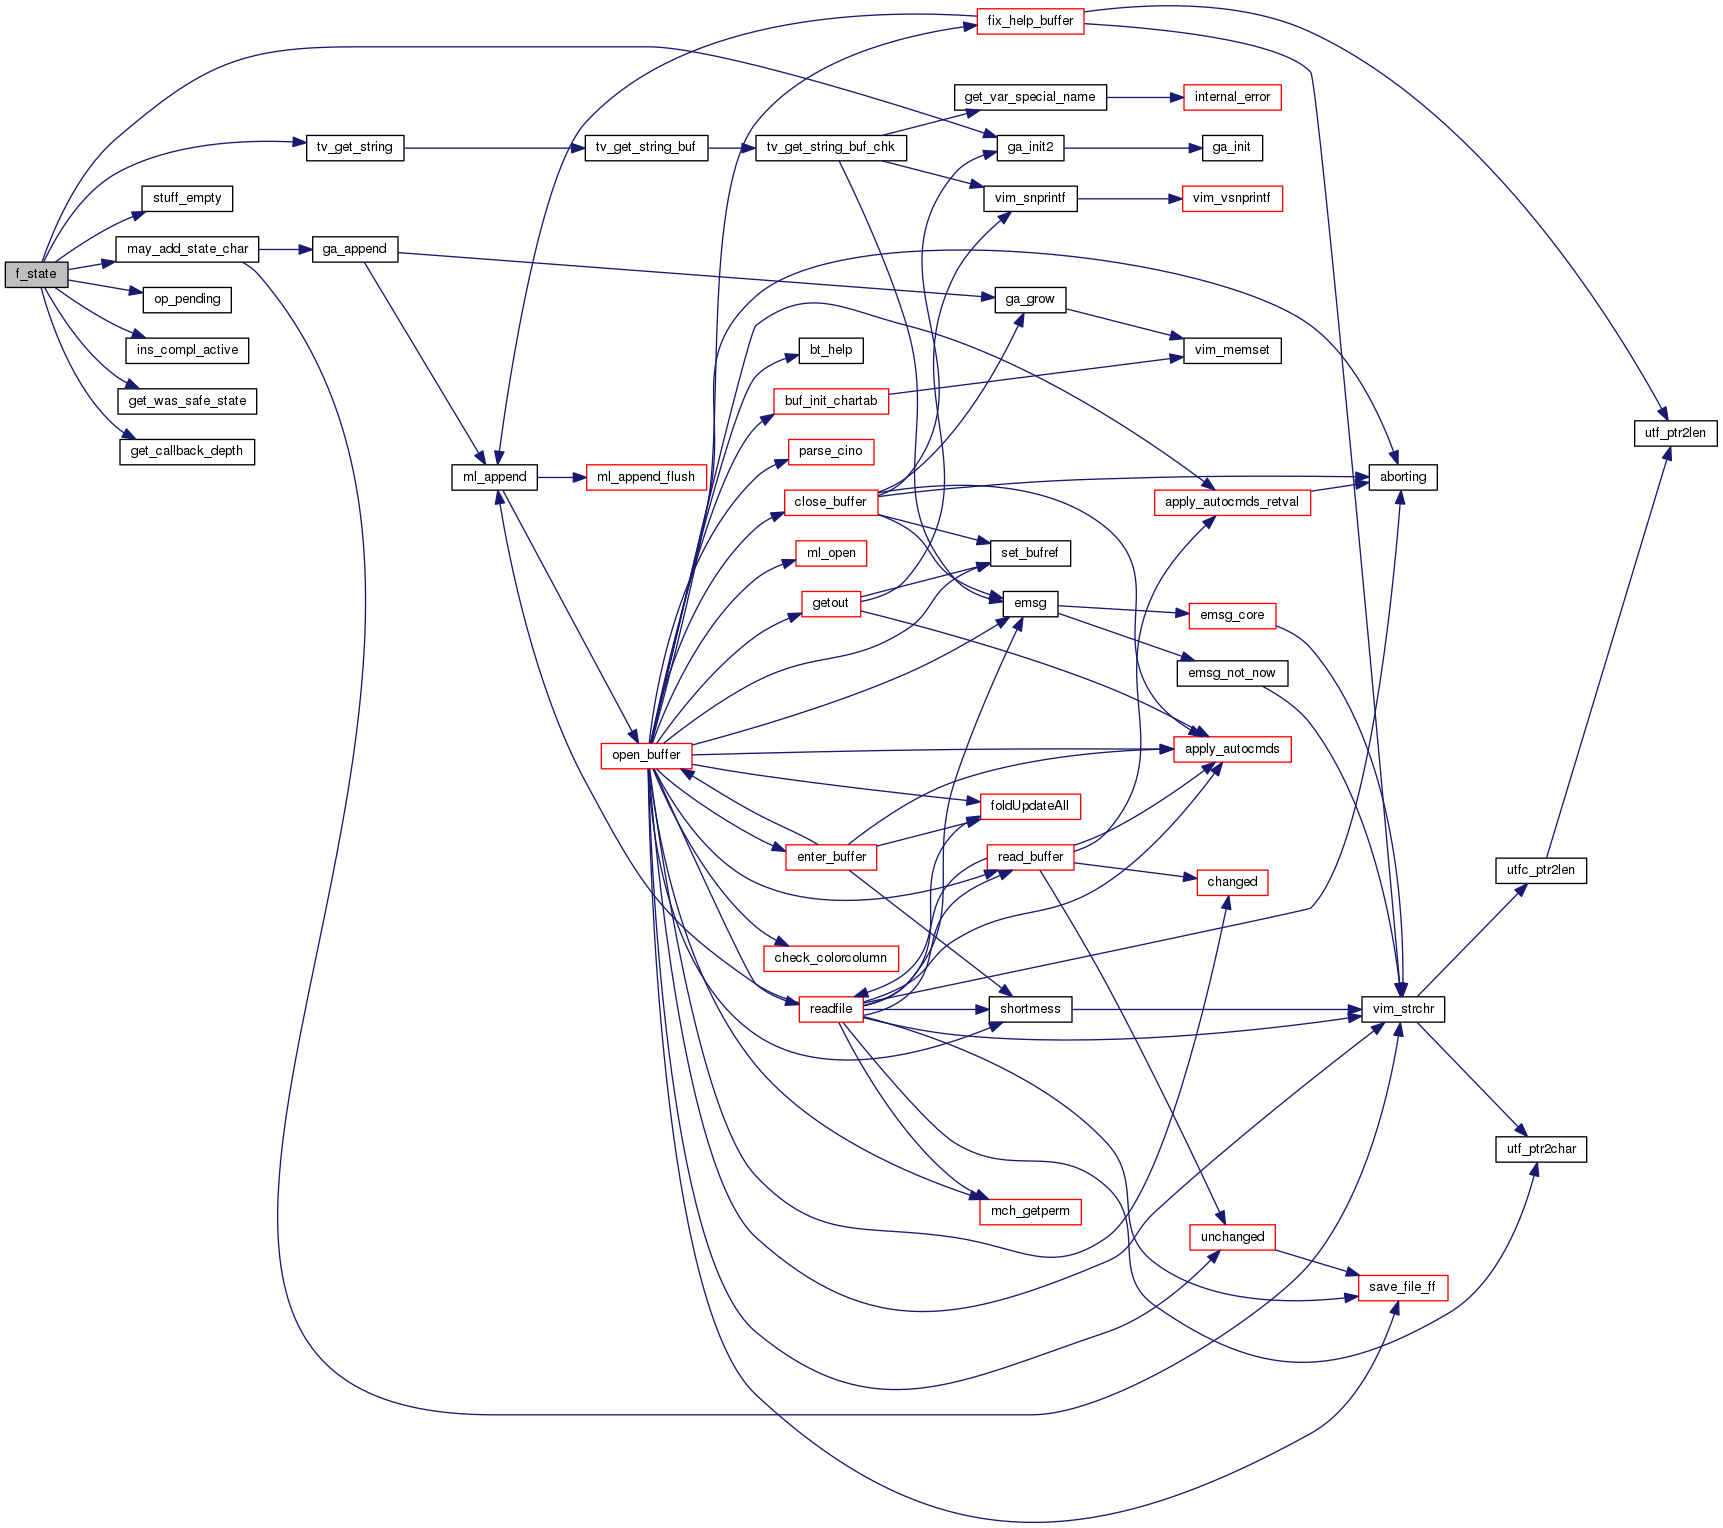 fix_help_buffer
get_var_special_name
internal_error
tv_get_string
tv_get_string_buf
tv_get_string_buf_chk
ga_init2
ga_init
stuff_empty
vim_snprintf
vim_vsnprintf
may_add_state_char
ga_append
f_state
op_pending
ga_grow
ins_compl_active
bt_help
vim_memset
get_was_safe_state
buf_init_chartab
utf_ptr2len
get_callback_depth
parse_cino
ml_append
ml_append_flush
aborting
close_buffer
apply_autocmds_retval
ml_open
set_bufref
getout
emsg
emsg_core
emsg_not_now
open_buffer
apply_autocmds
foldUpdateAll
enter_buffer
read_buffer
utfc_ptr2len
changed
check_colorcolumn
readfile
shortmess
vim_strchr
utf_ptr2char
mch_getperm
unchanged
save_file_ff